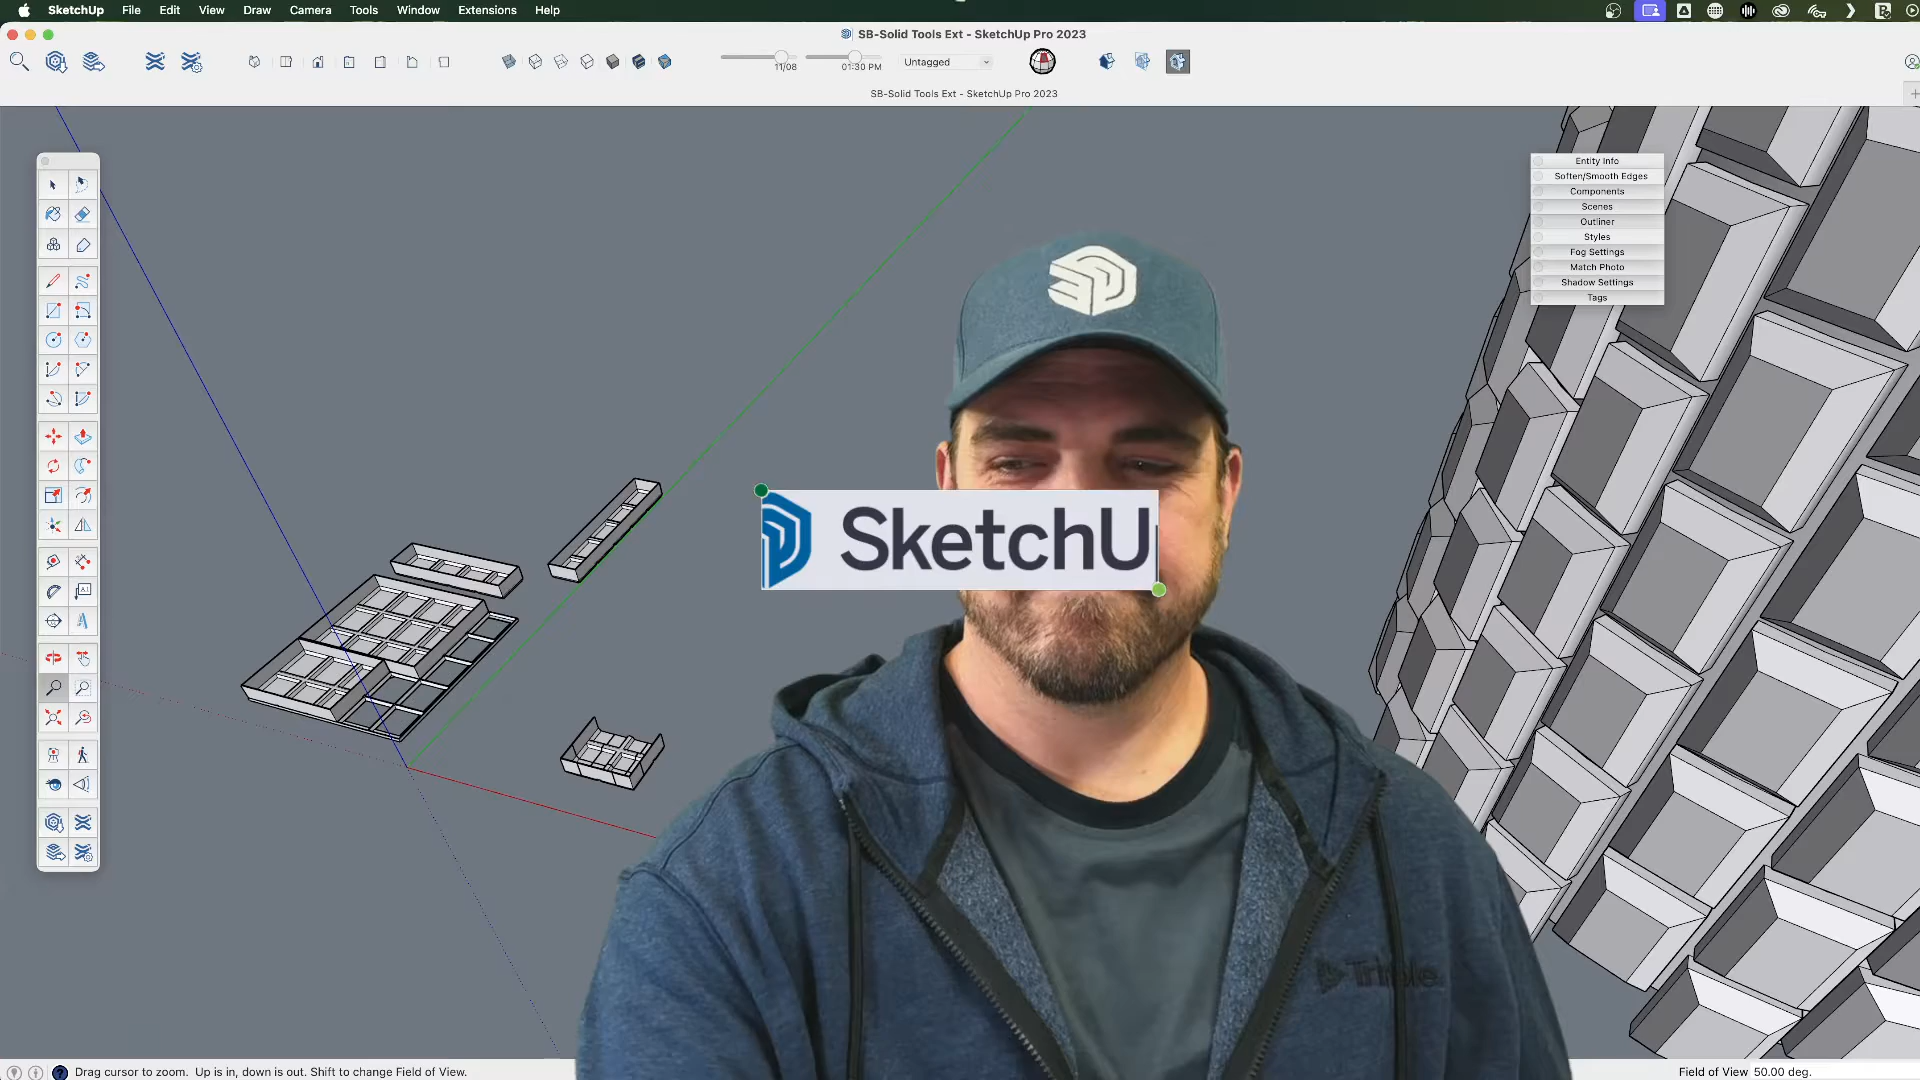 SketchUp File Edit View Draw Camera Tools Window Extensions Help
SB-Solid Tools Ext - SketchUp Pro 2023
11/08 01:30 PM Untagged
SB-Solid Tools Ext - SketchUp Pro 2023
Entity Info
Soften/Smooth Edges
Components
Scenes
Outliner
Styles
Fog Settings
Match Photo
Shadow Settings
Tags
SketchU
Trimble
Drag cursor to zoom. Up is in, down is out. Shift to change Field of View.
Field of View 50.00 deg.